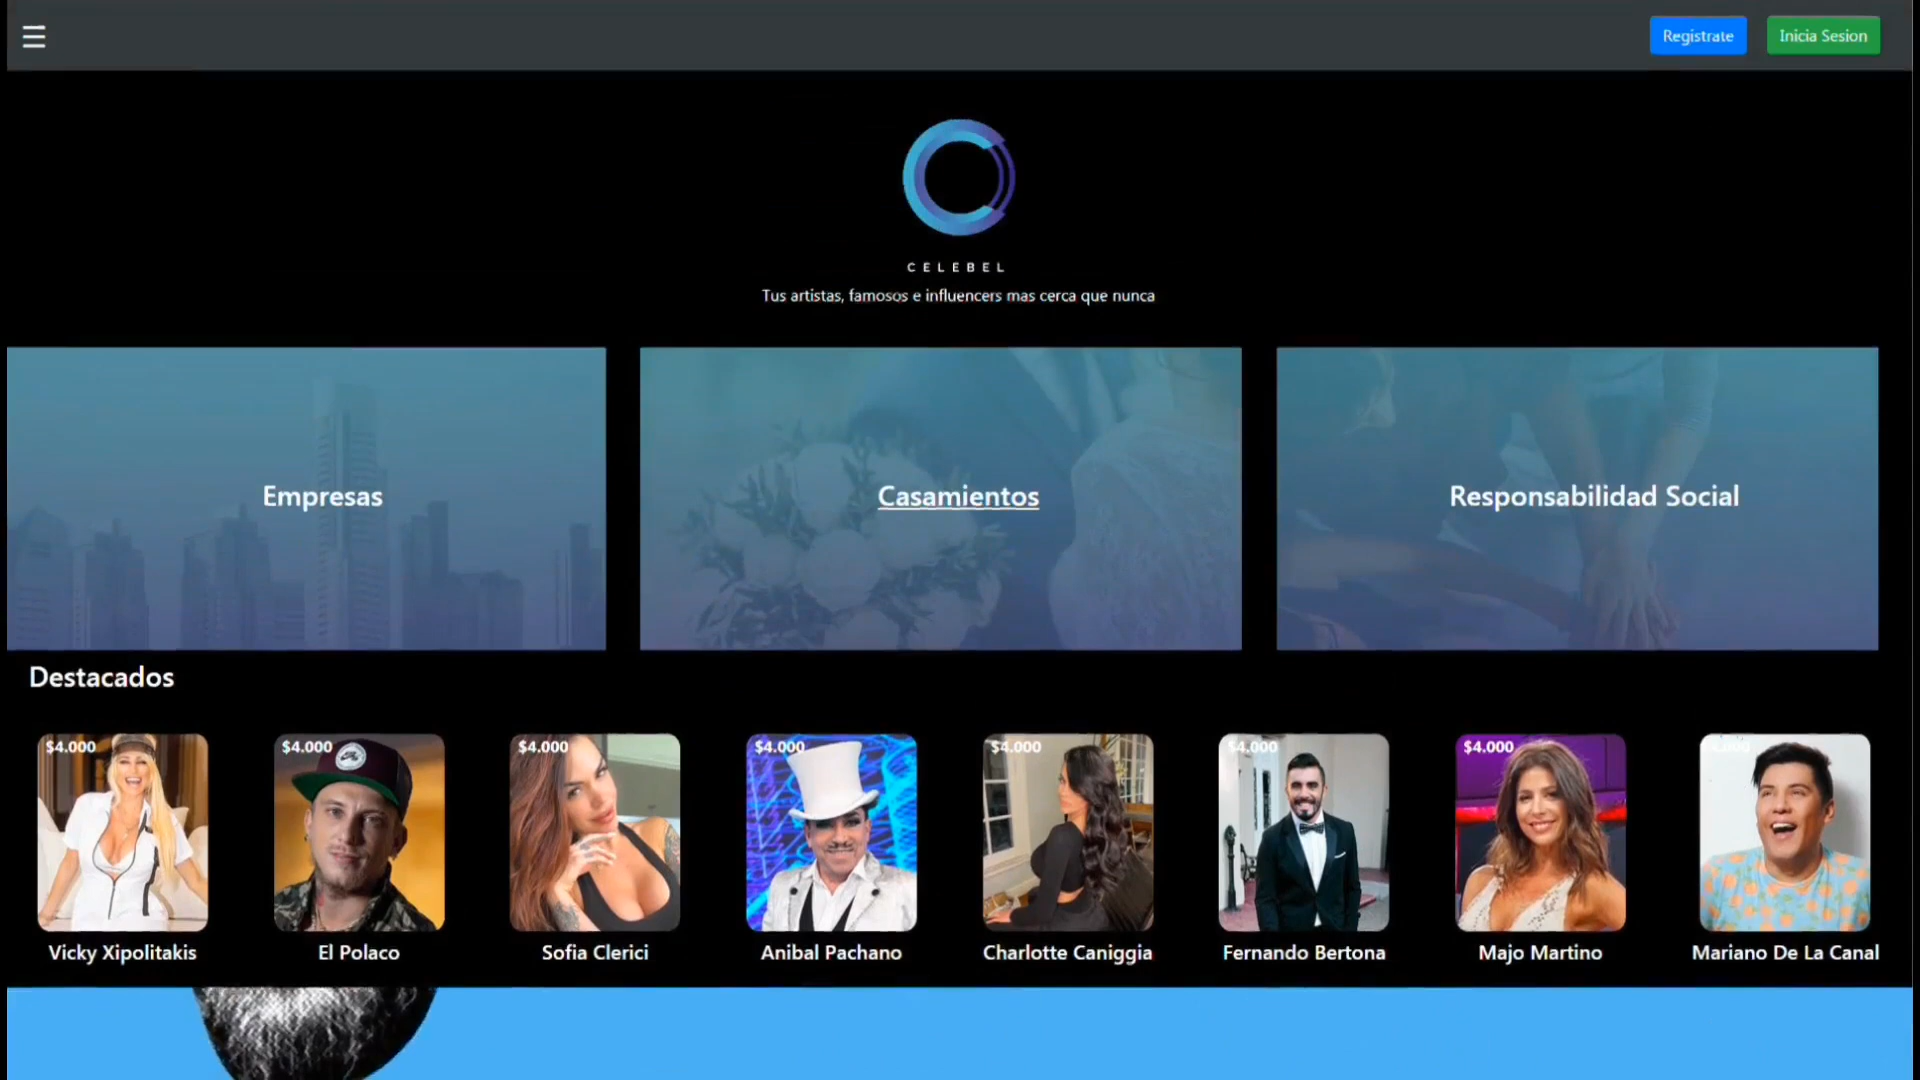 Registrate
Inicia Sesion
CELEBEL
Tus artistas, famosos e influencers mas cerca que nunca
Empresas
Casamientos
Responsabilidad Social
Destacados
$4.000
$4.000
$4.000
$4.000
$4.000
$4.000
$4.000
$4.000
Vicky Xipolitakis
El Polaco
Sofia Clerici
Anibal Pachano
Charlotte Caniggia
Fernando Bertona
Majo Martino
Mariano De La Canal